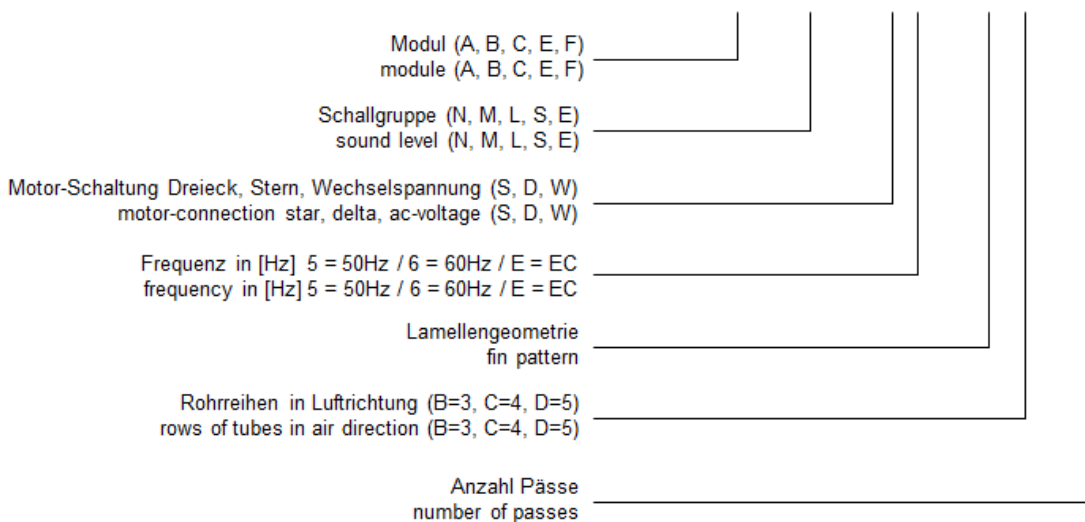 Modul (A, B, C, E, F)
module (A, B, C, E, F)
Schallgruppe (N, M, L, S, E)
sound level (N, M, L, S, E)
Motor-Schaltung Dreieck, Stern, Wechselspannung (S, D, W)
motor-connection star, delta, ac-voltage (S, D, W)
Frequenz in [Hz] 5 = 50Hz / 6 = 60Hz / E = EC
frequency in [Hz] 5 = 50Hz / 6 = 60Hz / E = EC
Lamellengeometrie
fin pattern
Rohrreihen in Luftrichtung (B=3, C=4, D=5)
rows of tubes in air direction (B=3, C=4, D=5)
Anzahl Pässe
number of passes